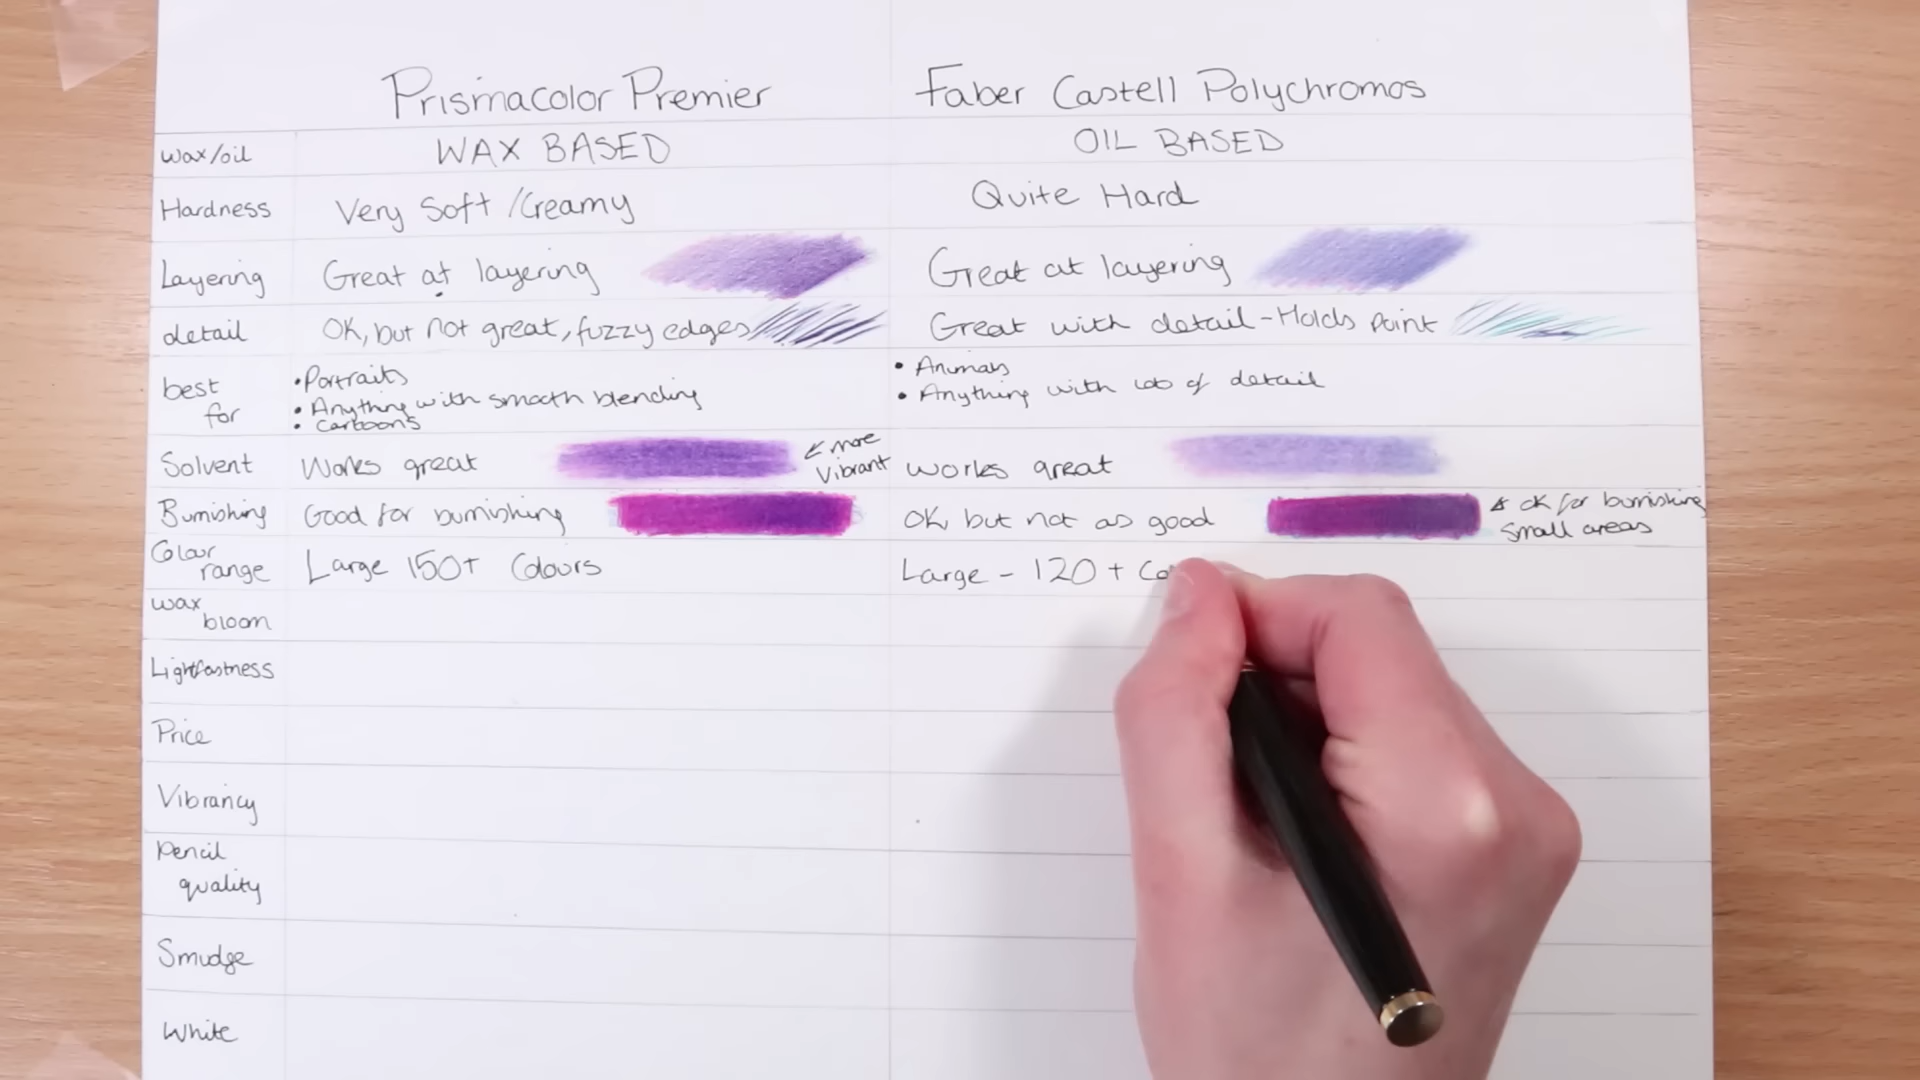 Prismacolor Premier
Faber Castell Polychromos
wax/oil
WAX BASED
OIL BASED
Hardness
Very Soft /Creamy
Quite Hard
Layering
Great at layering
Great at layering
detail
OK, but not great, fuzzy edges
Great with detail - Holds point
best
for
• Portraits
• Anything with smooth blending
• Cartoons
• Animals
• Anything with lots of detail
Solvent
Works great
← more
Vibrant
works great
Burnishing
Good for burnishing
OK, but not as good
← ok for burnishing
small areas
Colour
range
Large 150+ Colours
Large - 120 + Co
wax
bloom
Lightfastness
Price
Vibrancy
Pencil
quality
Smudge
White